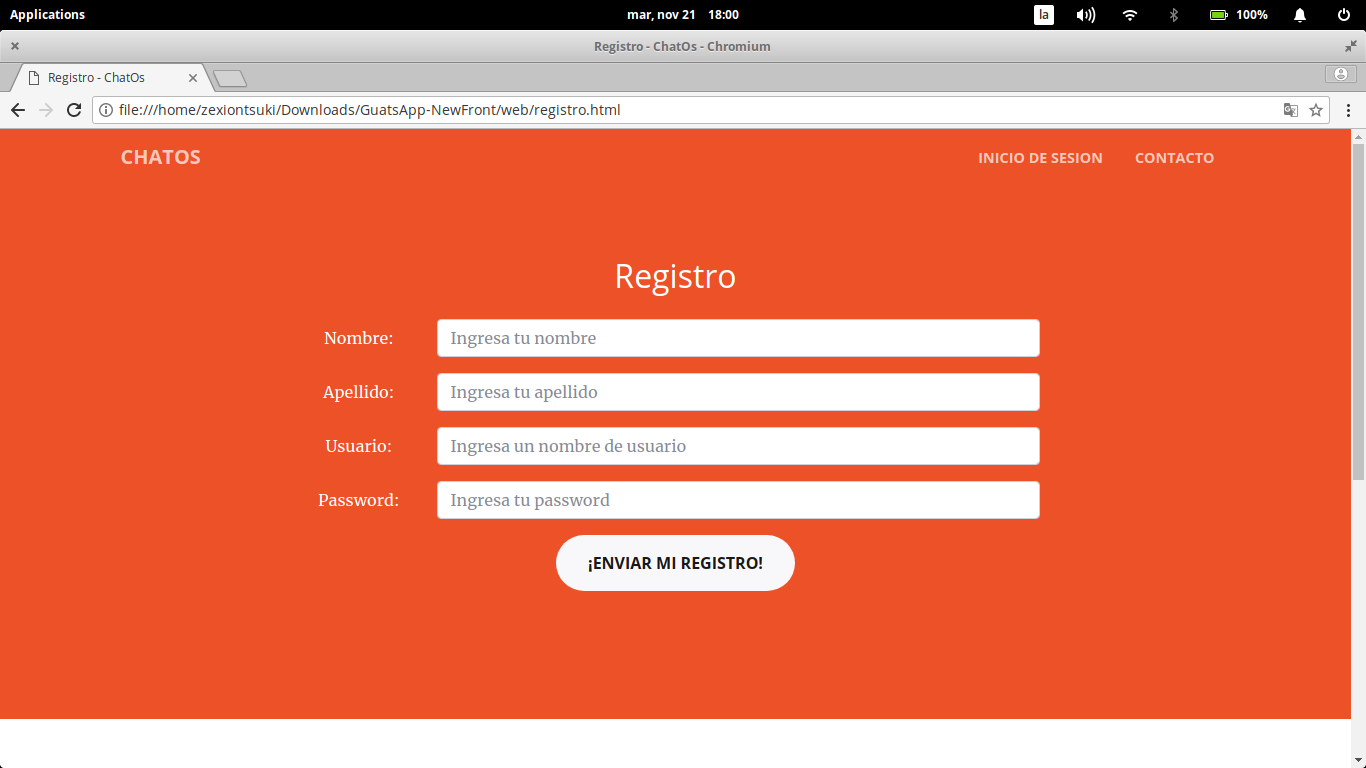 Applications mar, nov 21 18:00 la 100%
Registro - ChatOs - Chromium
Registro - ChatOs
file:///home/zexiontsuki/Downloads/GuatsApp-NewFront/web/registro.html
CHATOS INICIO DE SESION CONTACTO
Registro
Nombre: Ingresa tu nombre
Apellido: Ingresa tu apellido
Usuario: Ingresa un nombre de usuario
Password: Ingresa tu password
¡ENVIAR MI REGISTRO!